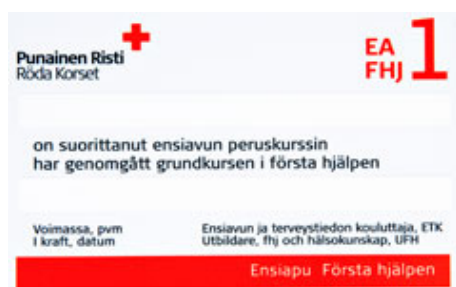 Punainen Risti
Röda Korset
EA
FHJ 1
on suorittanut ensiavun peruskurssin
har genomgått grundkursen i första hjälpen
Voimassa, pvm
I kraft, datum
Ensiavun ja terveystiedon kouluttaja, ETK
Utbildare, fhj och hälsokunskap, UFH
Ensiapu Första hjälpen